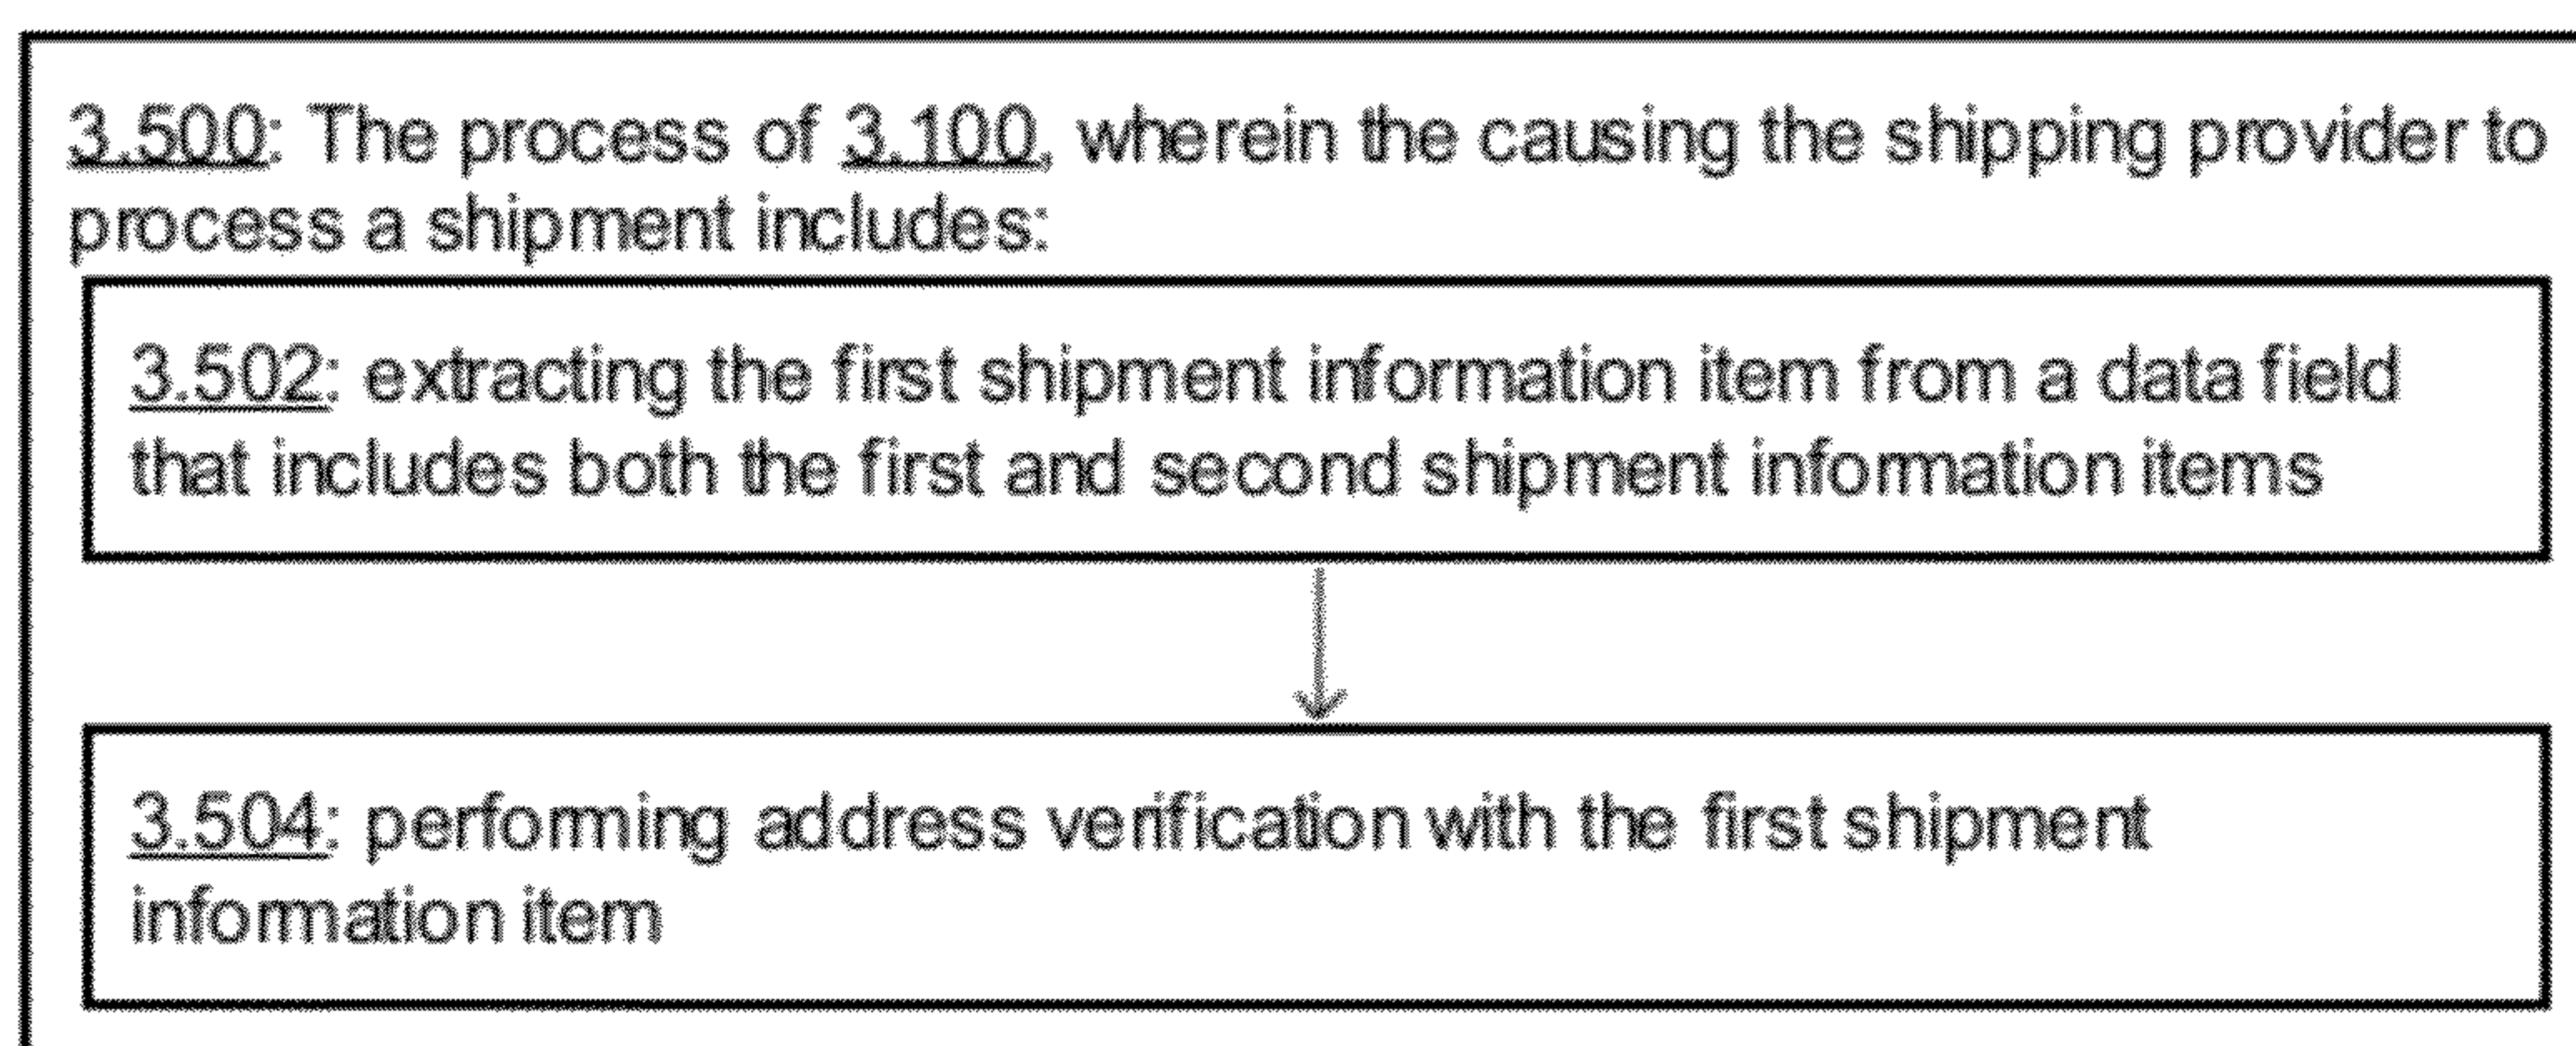 3.500: The process of 3.100, wherein the causing the shipping provider to
process a shipment includes:
3.502: extracting the first shipment information item from a data field
that includes both the first and second shipment information items
3.504: performing address verification with the first shipment
information item